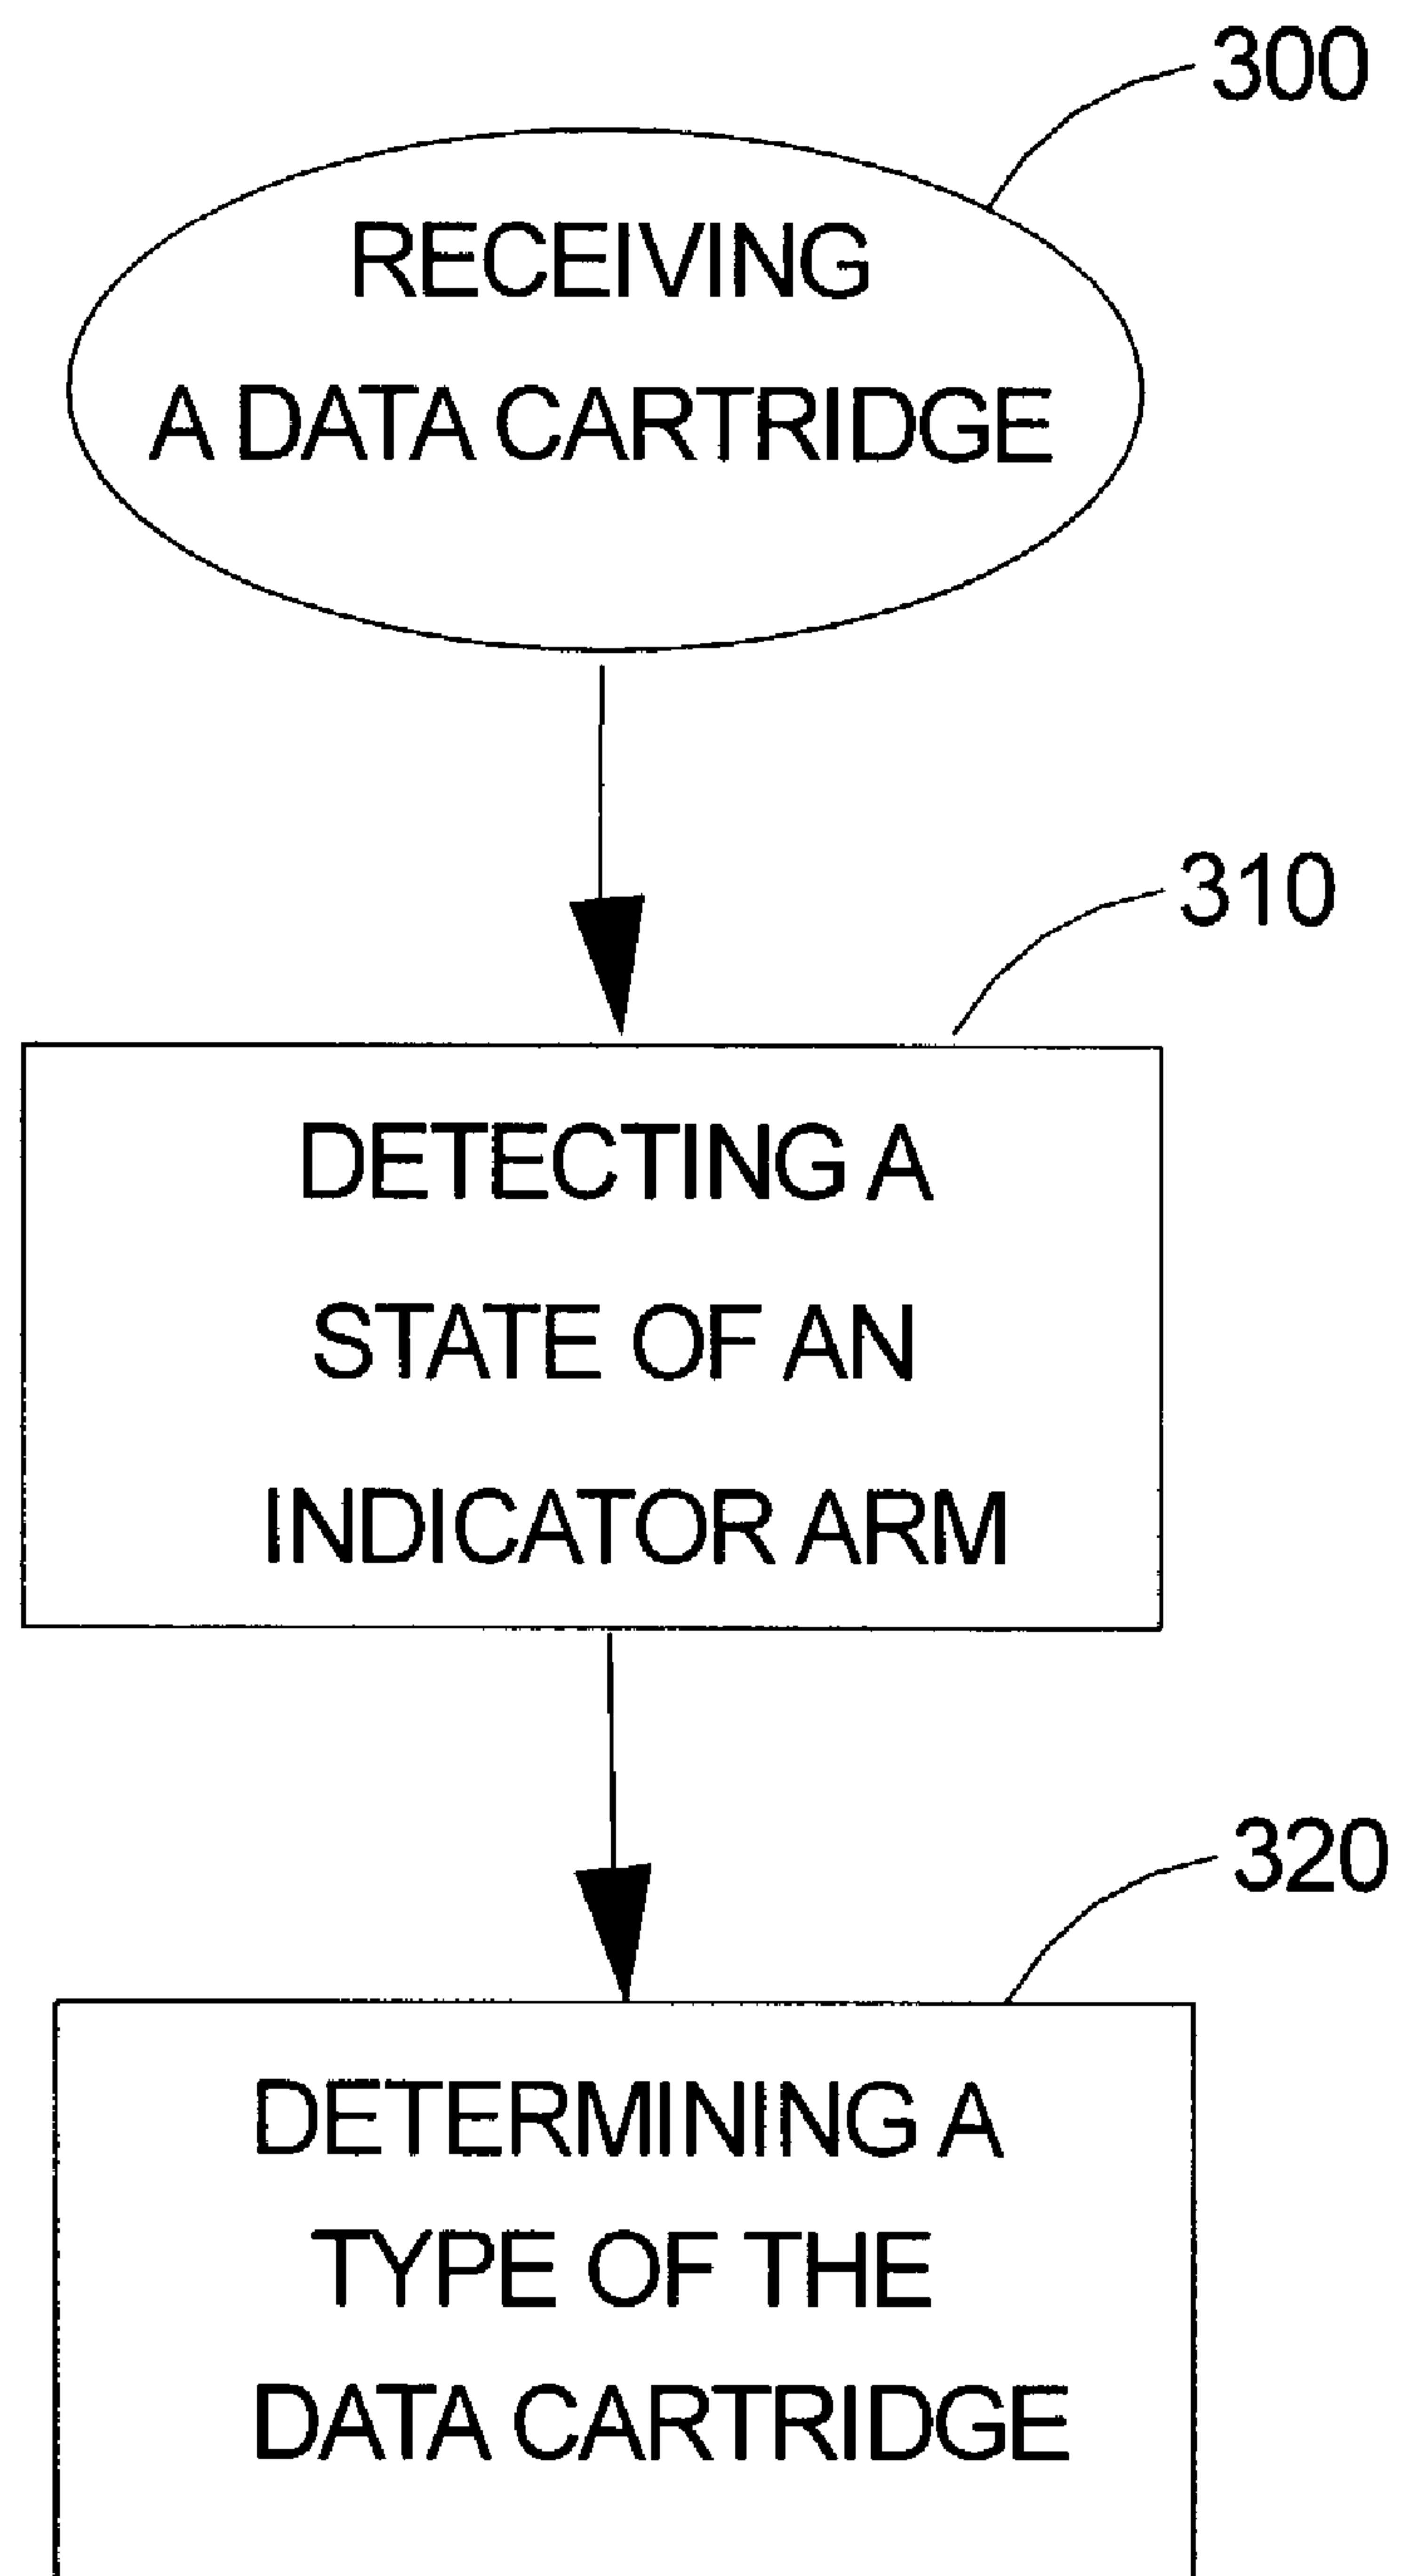 300
RECEIVING
A DATA CARTRIDGE
310
DETECTING A
STATE OF AN
INDICATOR ARM
320
DETERMINING A
TYPE OF THE
DATA CARTRIDGE